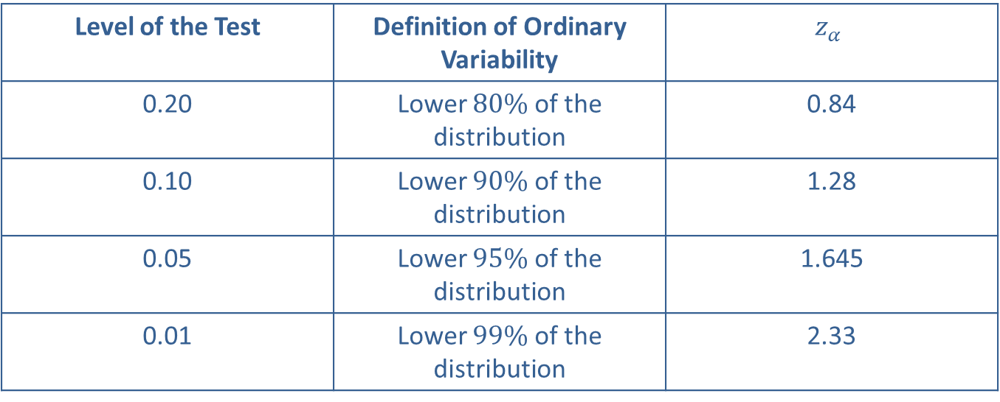 Level of the Test
Definition of Ordinary
Variability
zα
0.20
Lower 80% of the
distribution
0.84
0.10
Lower 90% of the
distribution
1.28
0.05
Lower 95% of the
distribution
1.645
0.01
Lower 99% of the
distribution
2.33